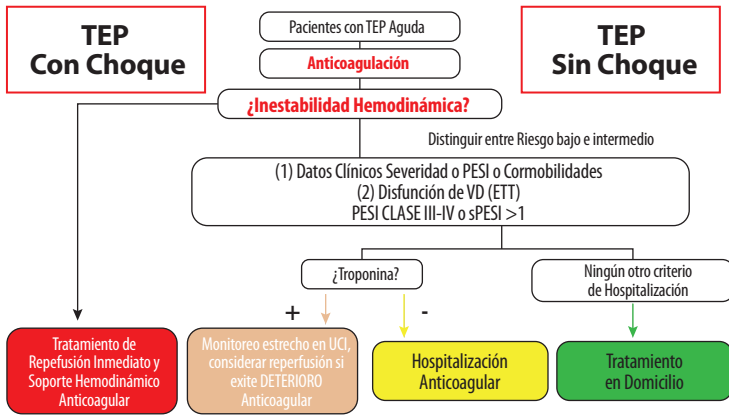 TEP
Con Choque
Pacientes con TEP Aguda
TEP
Sin Choque
Anticoagulación
¿Inestabilidad Hemodinámica?
Distinguir entre Riesgo bajo e intermedio
(1) Datos Clínicos Severidad o PESI o Cormobilidades
(2) Disfunción de VD (ETT)
PESI CLASE III-IV o sPESI >1
¿Troponina?
Ningún otro criterio
de Hospitalización
+
-
Tratamiento de
Repefusión Inmediato y
Soporte Hemodinámico
Anticoagular
Monitoreo estrecho en UCI,
considerar reperfusión si
exite DETERIORO
Anticoagular
Hospitalización
Anticoagular
Tratamiento
en Domicilio